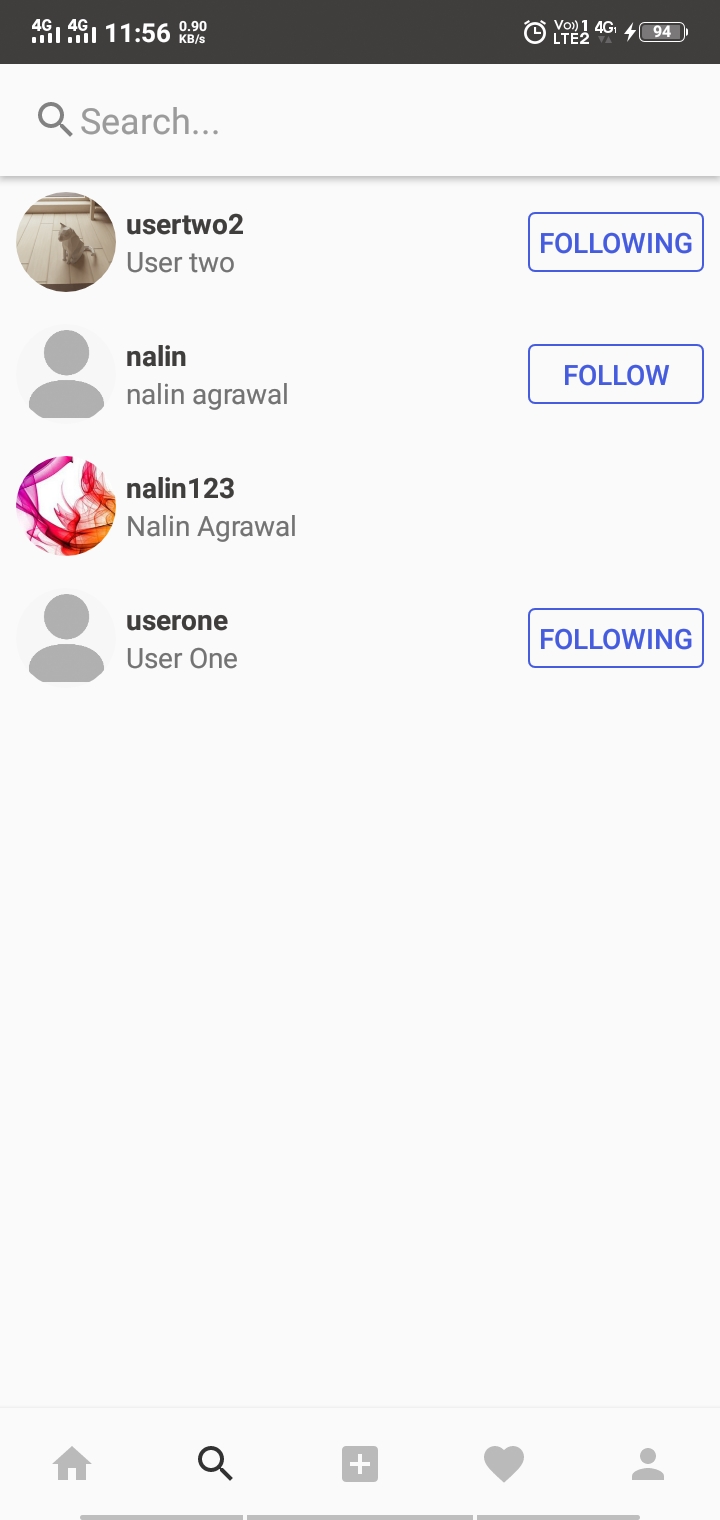 4G 4G 11:56 0.90 KB/s Vo)) 1 LTE2 4G 94
Search...
usertwo2
User two
FOLLOWING
nalin
nalin agrawal
FOLLOW
nalin123
Nalin Agrawal
userone
User One
FOLLOWING